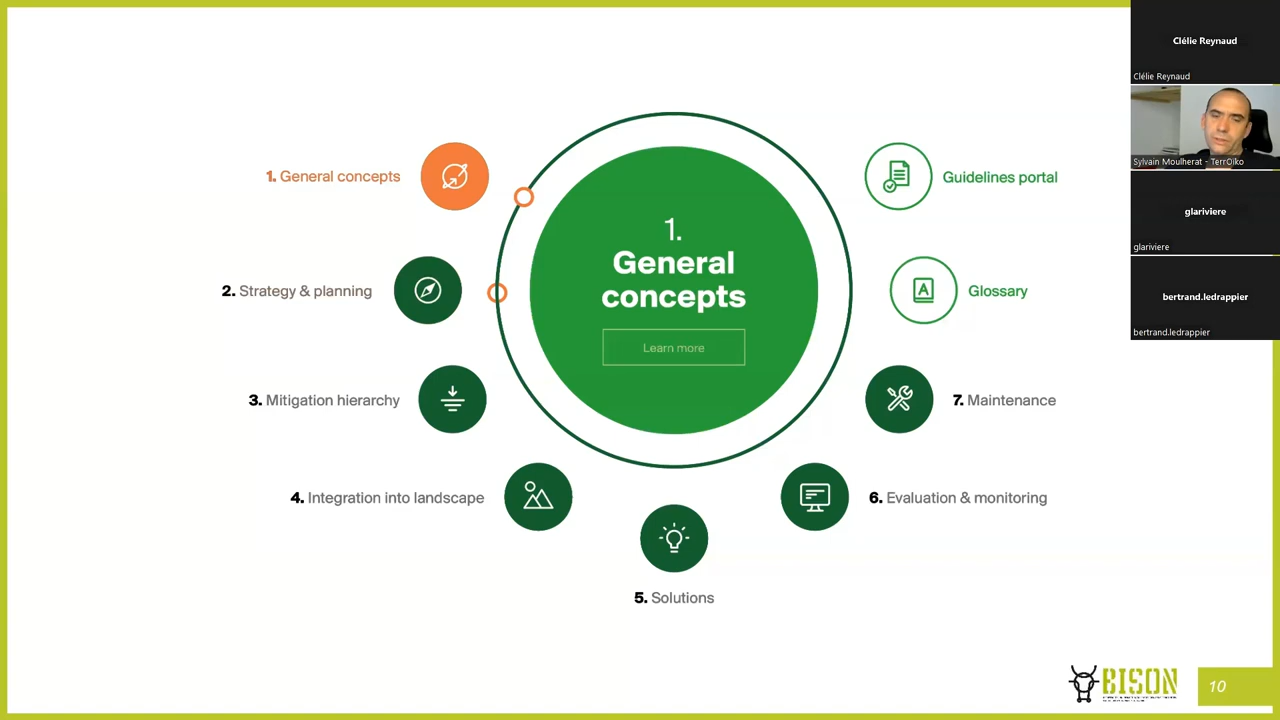 1. General concepts
2. Strategy & planning
3. Mitigation hierarchy
4. Integration into landscape
5. Solutions
6. Evaluation & monitoring
7. Maintenance
Glossary
Guidelines portal
1.
General
concepts
Learn more
BISON
10
Clélie Reynaud
Clélie Reynaud
Sylvain Moulherat - TerrOïko
glariviere
glariviere
bertrand.ledrappier
bertrand.ledrappier